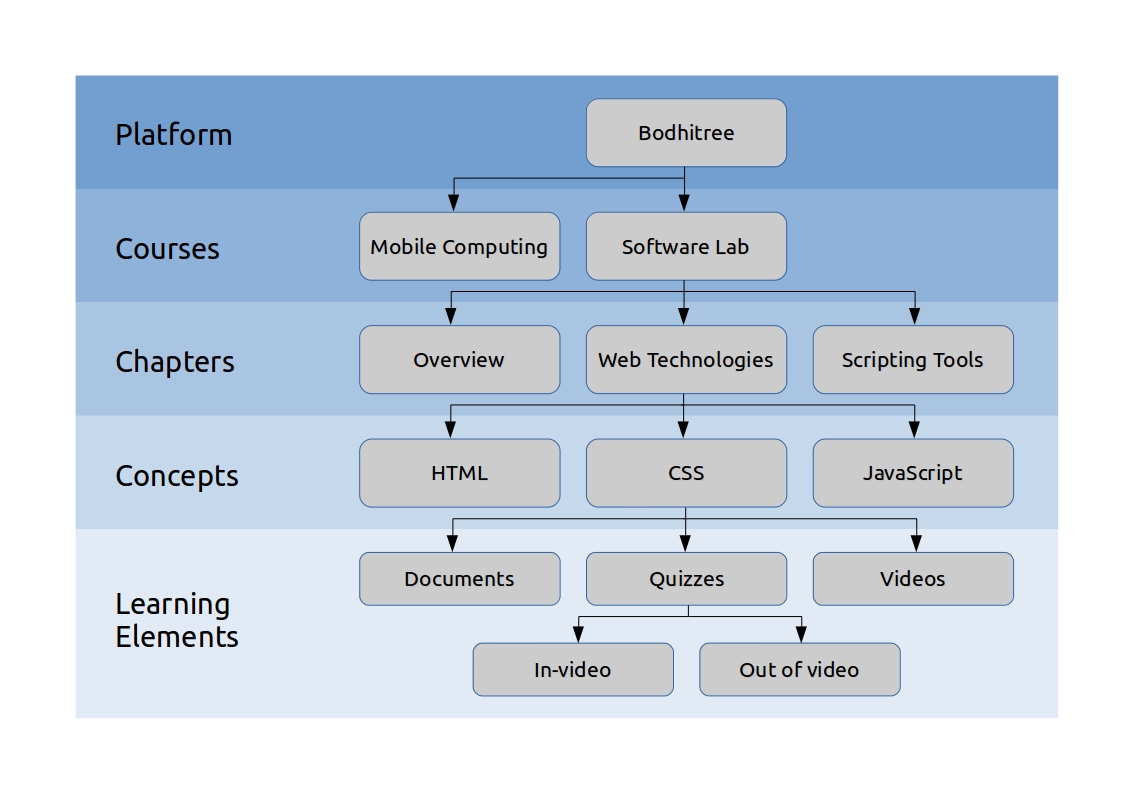 Platform
Bodhitree
Courses
Mobile Computing
Software Lab
Chapters
Overview
Web Technologies
Scripting Tools
Concepts
HTML
CSS
JavaScript
Learning
Elements
Documents
Quizzes
Videos
In-video
Out of video